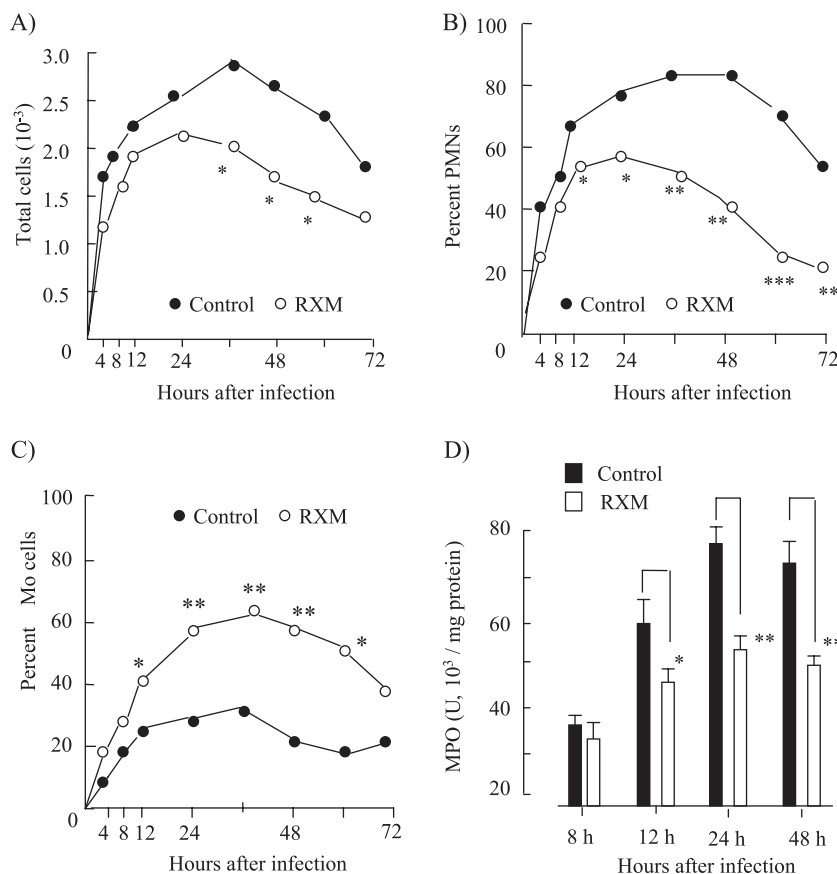 A)
3.0
2.5
2.0
1.5
1.0
0.5
0
Total cells (10-3)
* * *
Control RXM
4 8 12 24 48 72
Hours after infection
B)
100
80
60
40
20
0
Percent PMNs
* * ** ** *** **
Control RXM
4 8 12 24 48 72
Hours after infection
C)
100
80
60
40
20
0
Percent Mo cells
Control RXM
* ** ** ** *
4 8 12 24 48 72
Hours after infection
D)
Control
RXM
80
60
40
20
MPO (U, 10³ / mg protein)
* ** **
8 h 12 h 24 h 48 h
Hours after infection